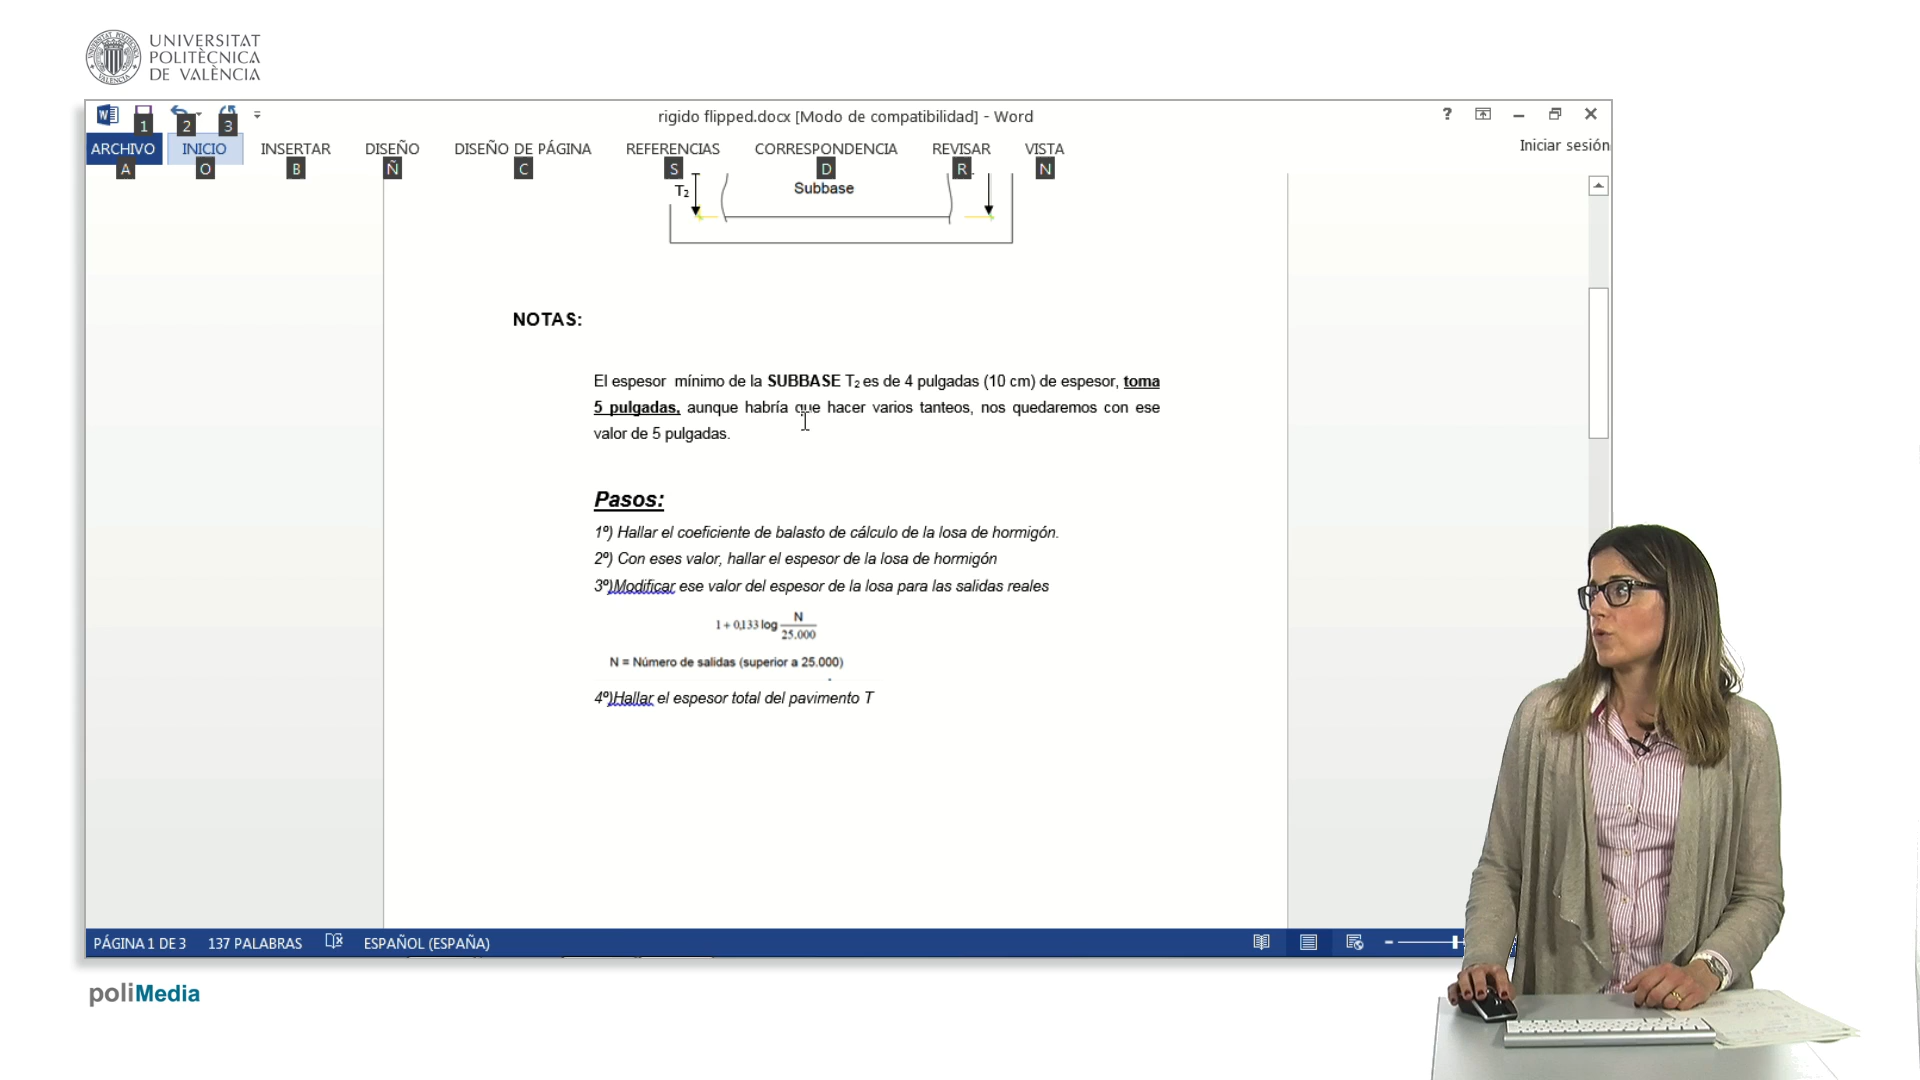 UNIVERSITAT
POLITÈCNICA
DE VALÈNCIA
rigido flipped.docx [Modo de compatibilidad] - Word
?
1
2
3
Iniciar sesión
ARCHIVO INICIO INSERTAR DISEÑO DISEÑO DE PÁGINA REFERENCIAS CORRESPONDENCIA REVISAR VISTA
A O B Ñ C S D R N
T₂
Subbase
NOTAS:
El espesor mínimo de la SUBBASE T₂ es de 4 pulgadas (10 cm) de espesor, toma
5 pulgadas, aunque habría que hacer varios tanteos, nos quedaremos con ese
valor de 5 pulgadas.
Pasos:
1º) Hallar el coeficiente de balasto de cálculo de la losa de hormigón.
2º) Con eses valor, hallar el espesor de la losa de hormigón
3º)Modificar ese valor del espesor de la losa para las salidas reales
1 + 0,133 log N / 25.000
N = Número de salidas (superior a 25.000)
4º)Hallar el espesor total del pavimento T
PÁGINA 1 DE 3 137 PALABRAS ESPAÑOL (ESPAÑA)
poliMedia